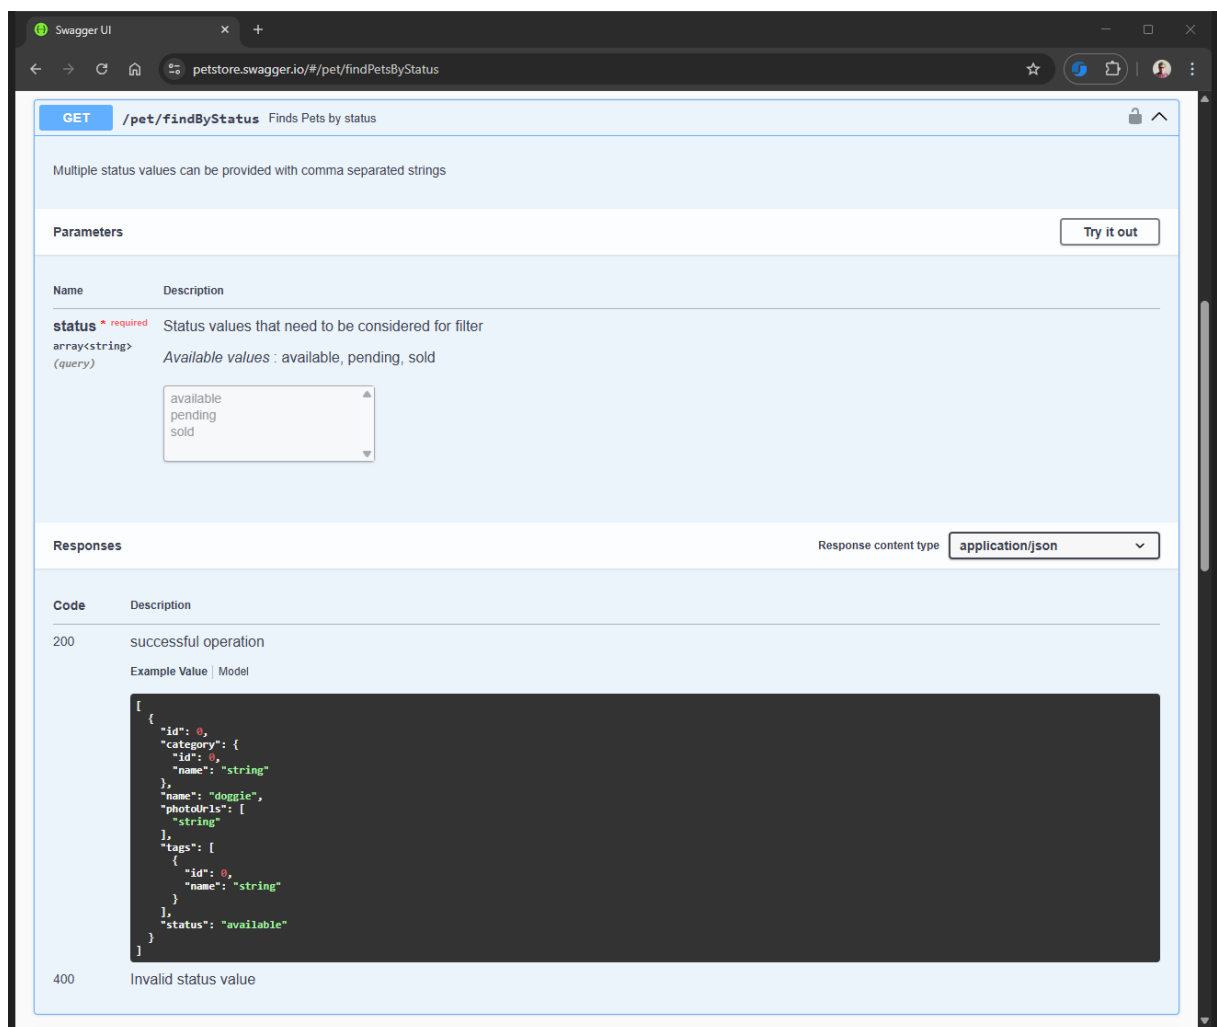 Swagger UI
petstore.swagger.io/#/pet/findPetsByStatus
GET /pet/findByStatus Finds Pets by status
Multiple status values can be provided with comma separated strings
Parameters Try it out
Name Description
status * required Status values that need to be considered for filter
array<string>
(query) Available values : available, pending, sold
available
pending
sold
Responses Response content type application/json
Code Description
200 successful operation
Example Value Model
[
  {
    "id": 0,
    "category": {
      "id": 0,
      "name": "string"
    },
    "name": "doggie",
    "photoUrls": [
      "string"
    ],
    "tags": [
      {
        "id": 0,
        "name": "string"
      }
    ],
    "status": "available"
  }
]
400 Invalid status value